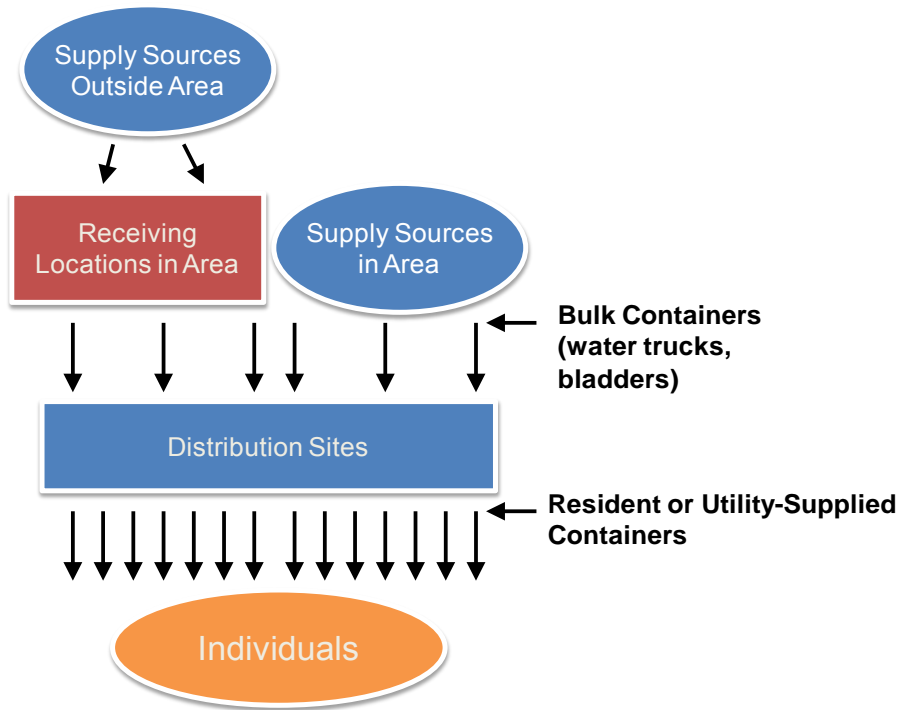 Supply Sources
Outside Area
Receiving
Locations in Area
Supply Sources
in Area
Bulk Containers
(water trucks,
bladders)
Distribution Sites
Resident or Utility-Supplied
Containers
Individuals